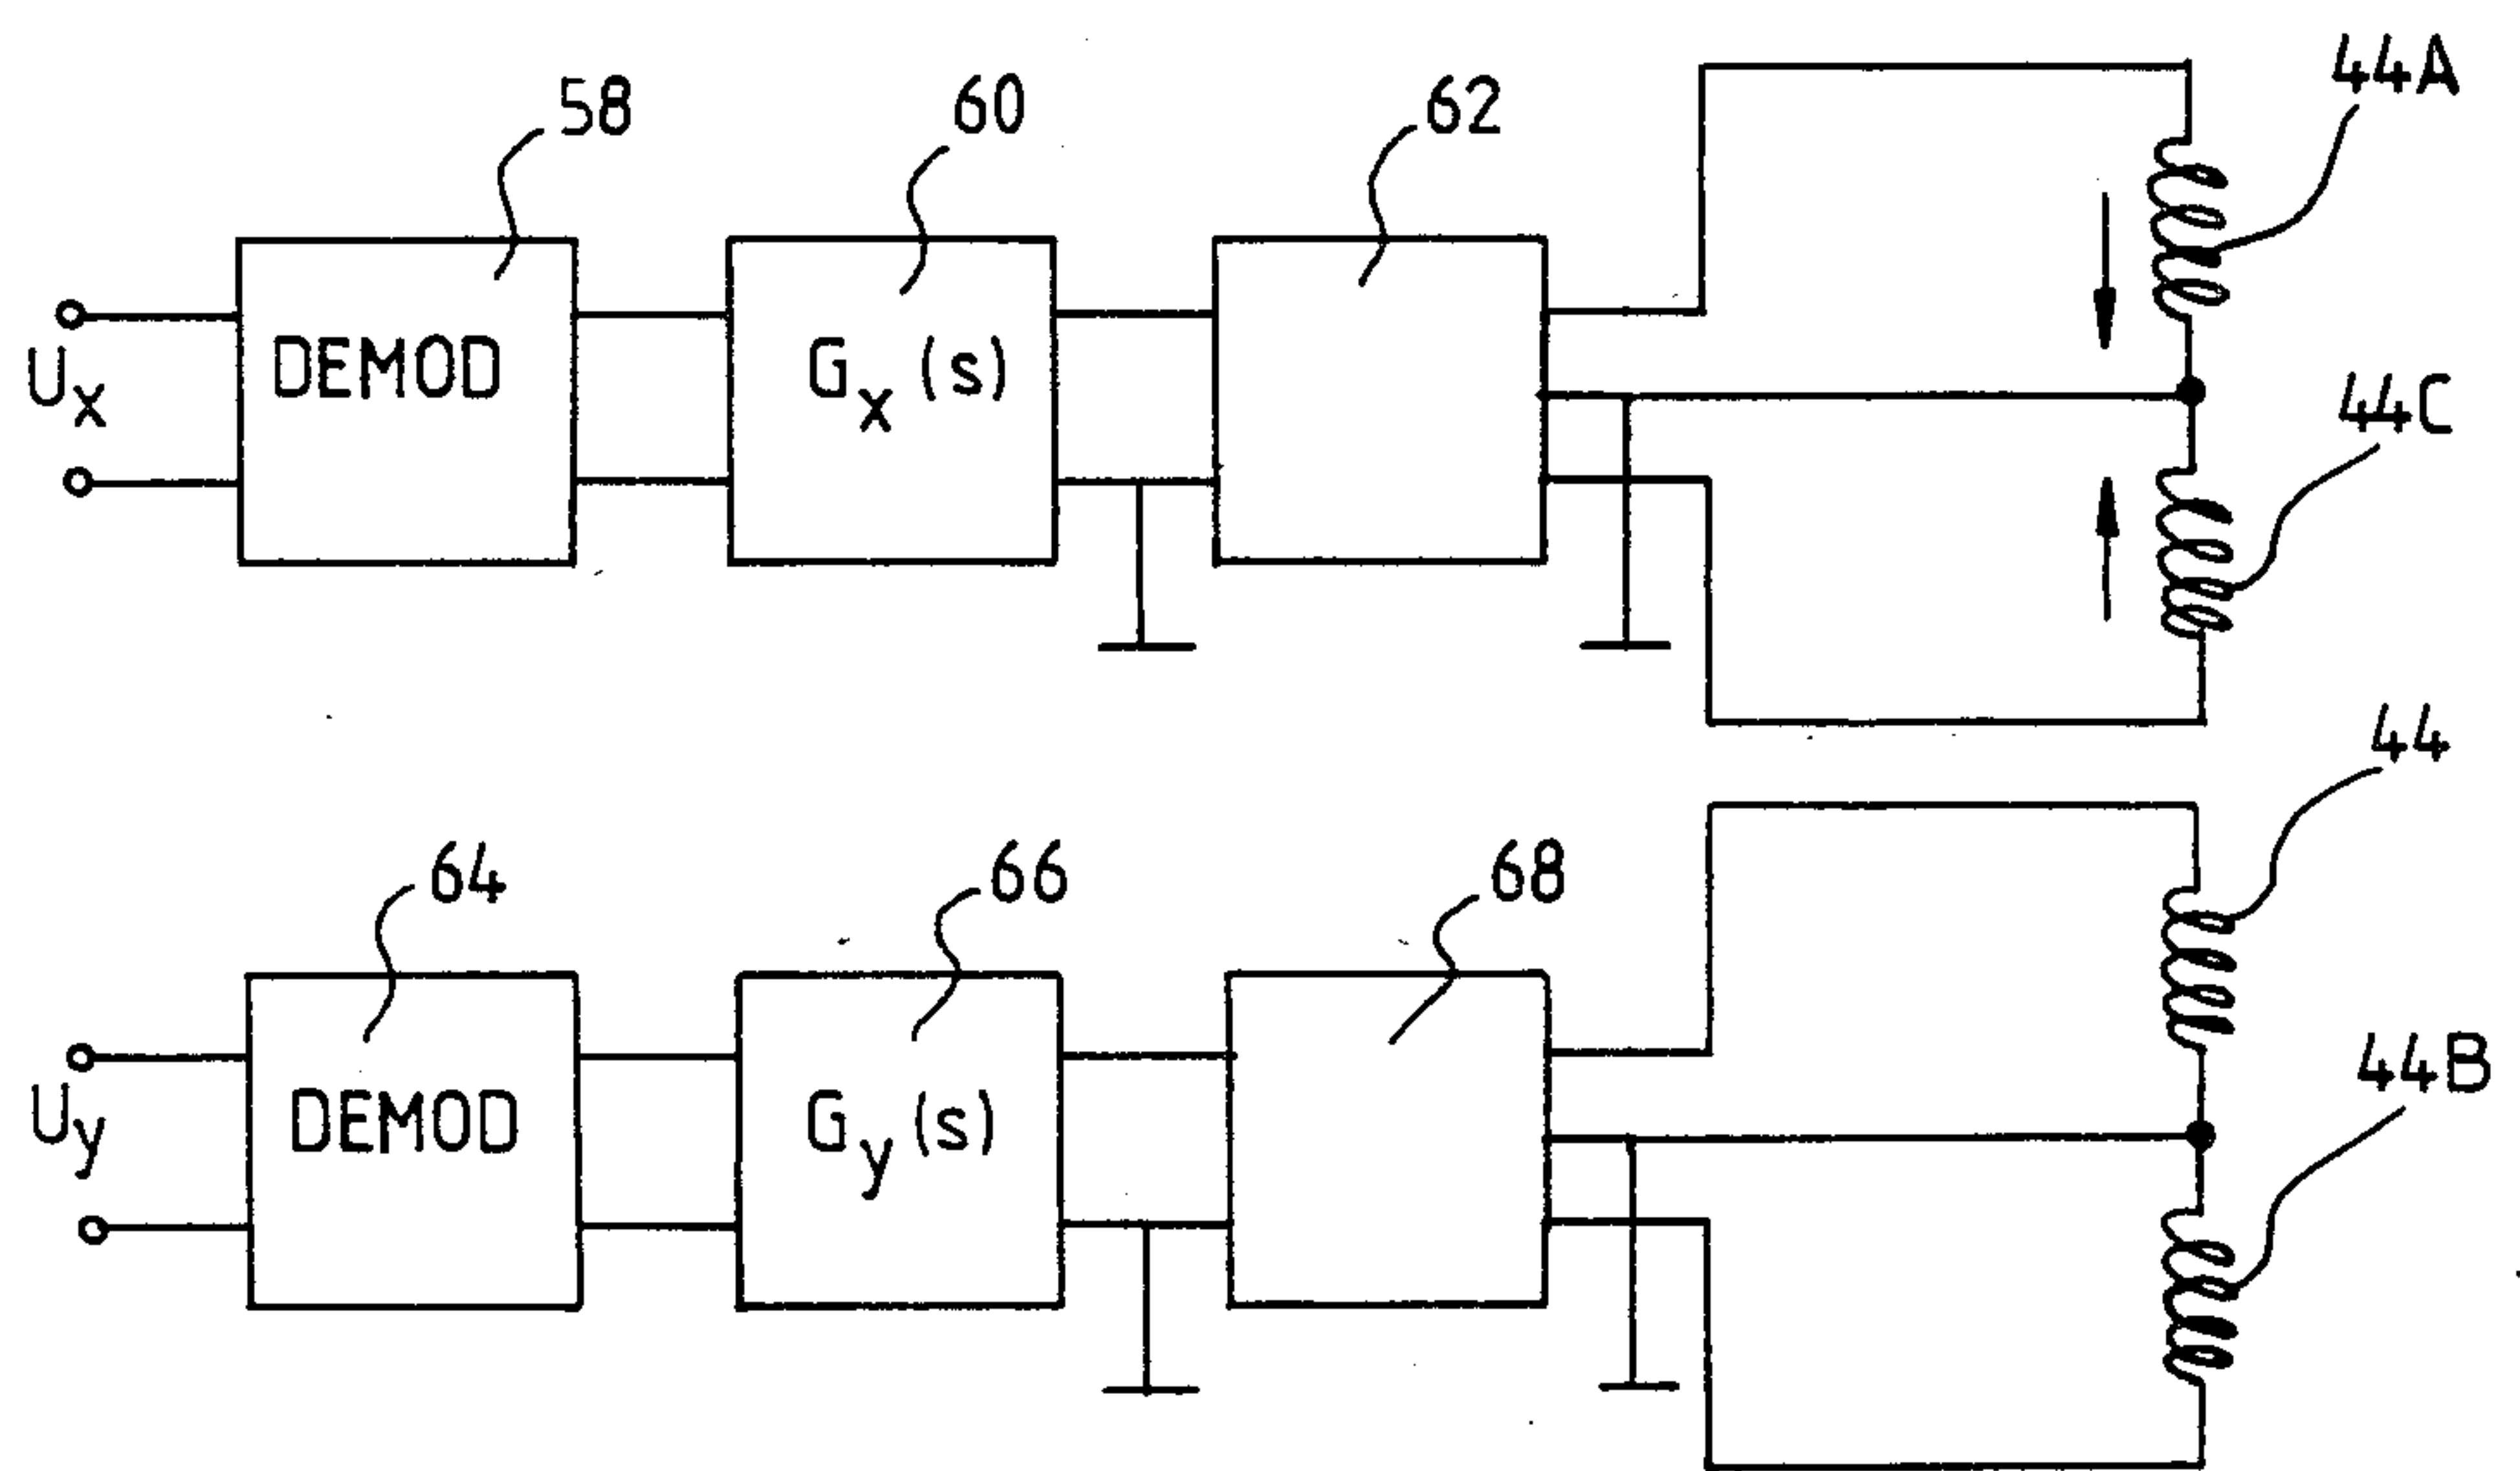 44A
58
60
62
Ux
DEMOD
Gx (s)
44C
44
64
66
68
44B
Uy
DEMOD
Gy (s)